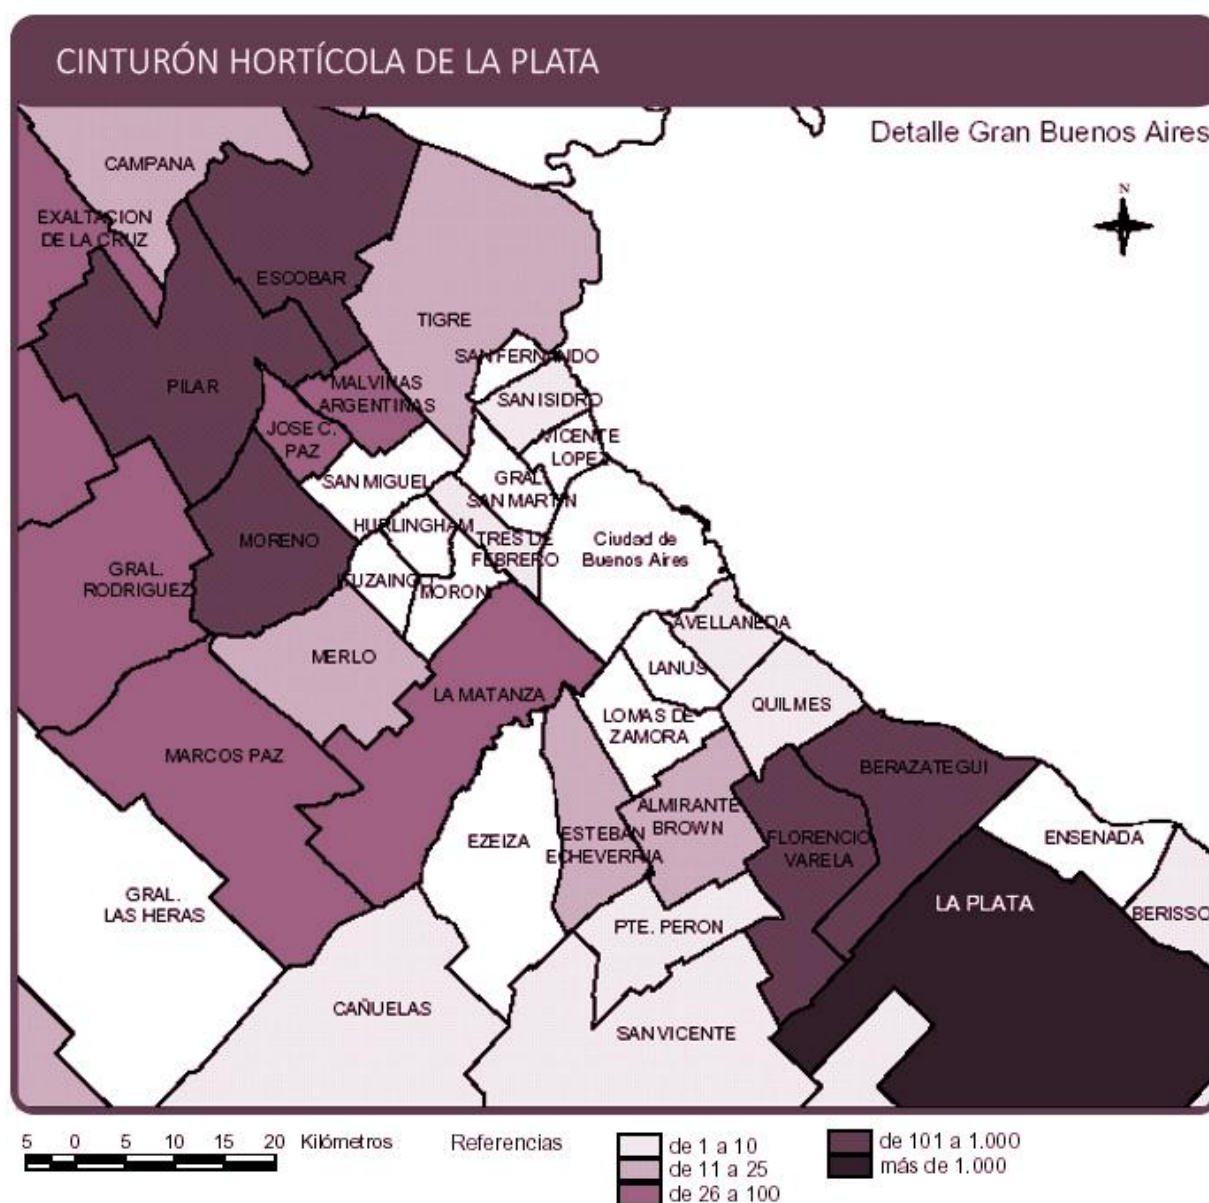 CINTURÓN HORTÍCOLA DE LA PLATA
Detalle Gran Buenos Aires
N
CAMPANA
EXALTACION
DE LA CRUZ
ESCOBAR
TIGRE
SAN FERNANDO
PILAR
MALVINAS
ARGENTINAS
SAN ISIDRO
JOSE C.
PAZ
VICENTE
LOPEZ
SAN MIGUEL
GRAL.
SAN MARTIN
HURLINGHAM
MORENO
TRES DE
FEBRERO
Ciudad de
Buenos Aires
GRAL.
RODRIGUEZ
ITUZAINGO
MORON
AVELLANEDA
MERLO
LANUS
LA MATANZA
QUILMES
LOMAS DE
ZAMORA
MARCOS PAZ
BERAZATEGUI
ALMIRANTE
BROWN
EZEIZA
ESTEBAN
ECHEVERRIA
FLORENCIO
VARELA
ENSENADA
GRAL.
LAS HERAS
LA PLATA
BERISSO
PTE. PERON
CAÑUELAS
SAN VICENTE
5 0 5 10 15 20 Kilómetros
Referencias
de 1 a 10
de 11 a 25
de 26 a 100
de 101 a 1.000
más de 1.000